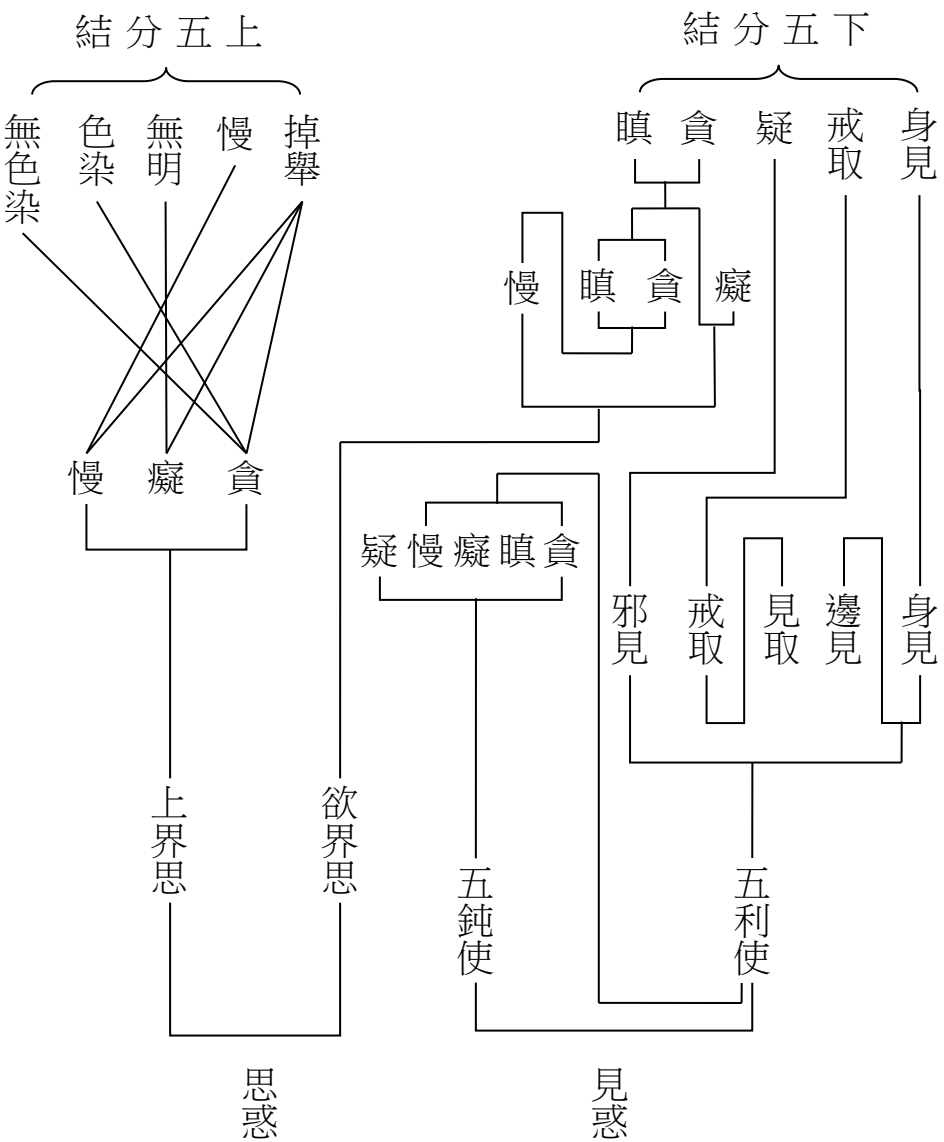 下五分結
身見
戒取
疑
貪
瞋
癡
貪
瞋
慢
身見
邊見
見取
戒取
邪見
貪瞋癡慢疑
五利使
五鈍使
見惑
上五分結
掉舉
慢
無明
色染
無色染
貪
癡
慢
欲界思
上界思
思惑